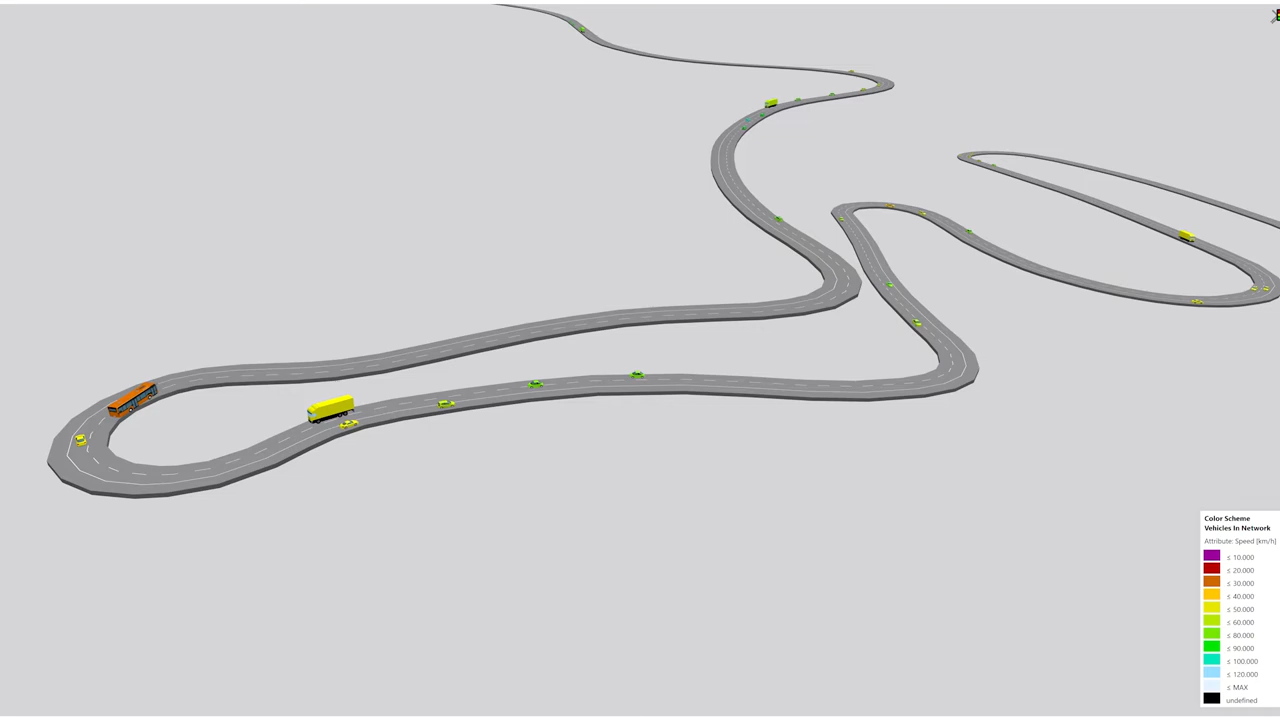 Color Scheme
Vehicles In Network
Attribute: Speed [km/h]
≤ 10.000
≤ 20.000
≤ 30.000
≤ 40.000
≤ 50.000
≤ 60.000
≤ 80.000
≤ 90.000
≤ 100.000
≤ 120.000
≤ MAX
undefined